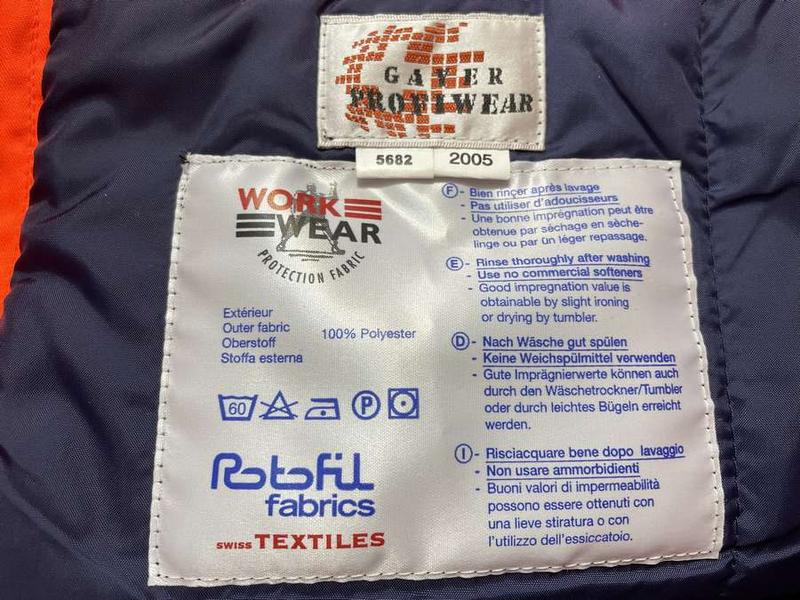 GAVER
PROFIWEAR
5682 2005
WORK
WEAR
PROTECTION FABRIC
Extérieur
Outer fabric
Oberstoff
Stoffa esterna
100% Polyester
60
P
Rotofil
fabrics
SWISS TEXTILES
F - Bien rinçer après lavage
- Pas utiliser d'adoucisseurs
- Une bonne imprégnation peut être
obtenue par séchage en sèche-
linge ou par un léger repassage.
E - Rinse thoroughly after washing
- Use no commercial softeners
- Good impregnation value is
obtainable by slight ironing
or drying by tumbler.
D - Nach Wäsche gut spülen
- Keine Weichspülmittel verwenden
- Gute Imprägnierwerte können auch
durch den Wäschetrockner/Tumbler
oder durch leichtes Bügeln erreicht
werden.
I - Risciacquare bene dopo lavaggio
- Non usare ammorbidienti
- Buoni valori di impermeabilità
possono essere ottenuti con
una lieve stiratura o con
l'utilizzo dell'essiccatoio.